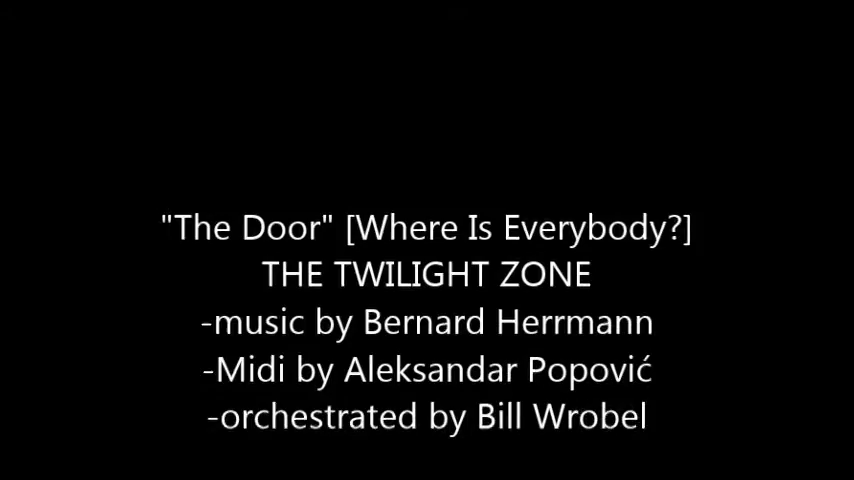 "The Door" [Where Is Everybody?]
THE TWILIGHT ZONE
-music by Bernard Herrmann
-Midi by Aleksandar Popović
-orchestrated by Bill Wrobel